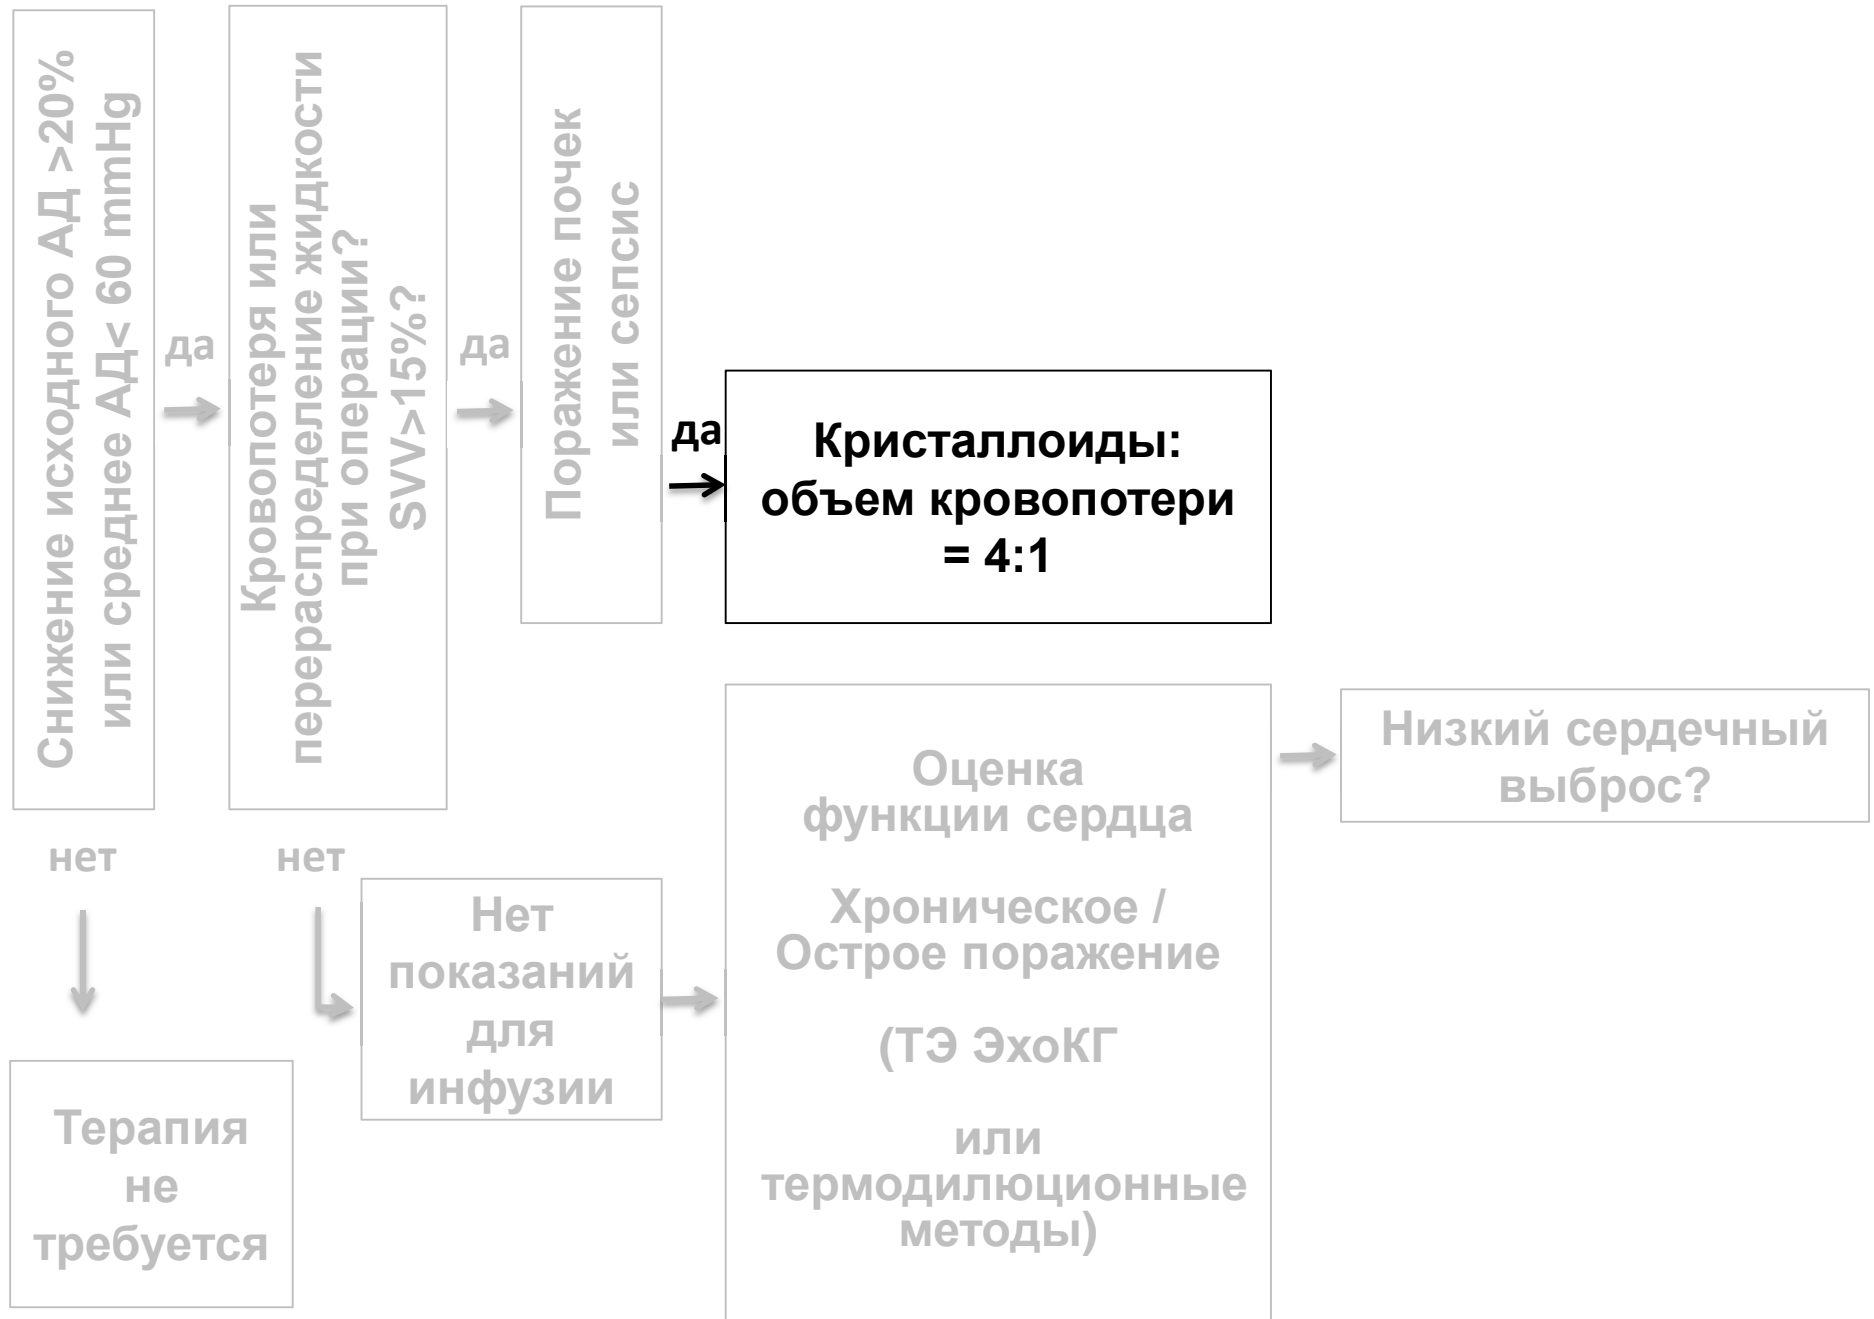 Снижение исходного АД >20%
или среднее АД< 60 mmHg
да
Кровопотеря или
перераспределение жидкости
при операции?
SVV>15%?
да
Поражение почек
или сепсис
да
Кристаллоиды:
объем кровопотери
= 4:1
нет
Терапия
не
требуется
нет
Нет
показаний
для
инфузии
Оценка
функции сердца
Хроническое /
Острое поражение
(ТЭ ЭхоКГ
или
термодилюционные
методы)
Низкий сердечный
выброс?